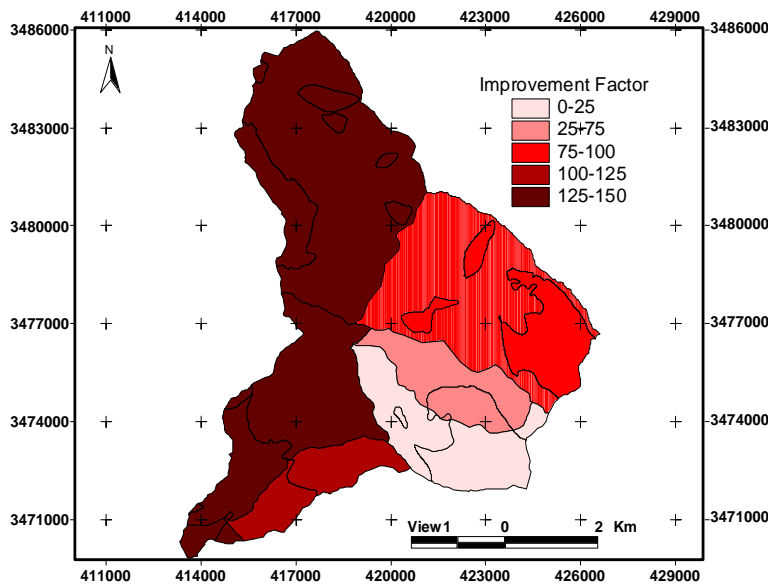 411000 414000 417000 420000 423000 426000 429000
3486000 3486000
N
Improvement Factor
0-25
3483000 25-75 3483000
75-100
100-125
125-150
3480000 3480000
3477000 3477000
3474000 3474000
3471000 View1 0 2 Km 3471000
411000 414000 417000 420000 423000 426000 429000